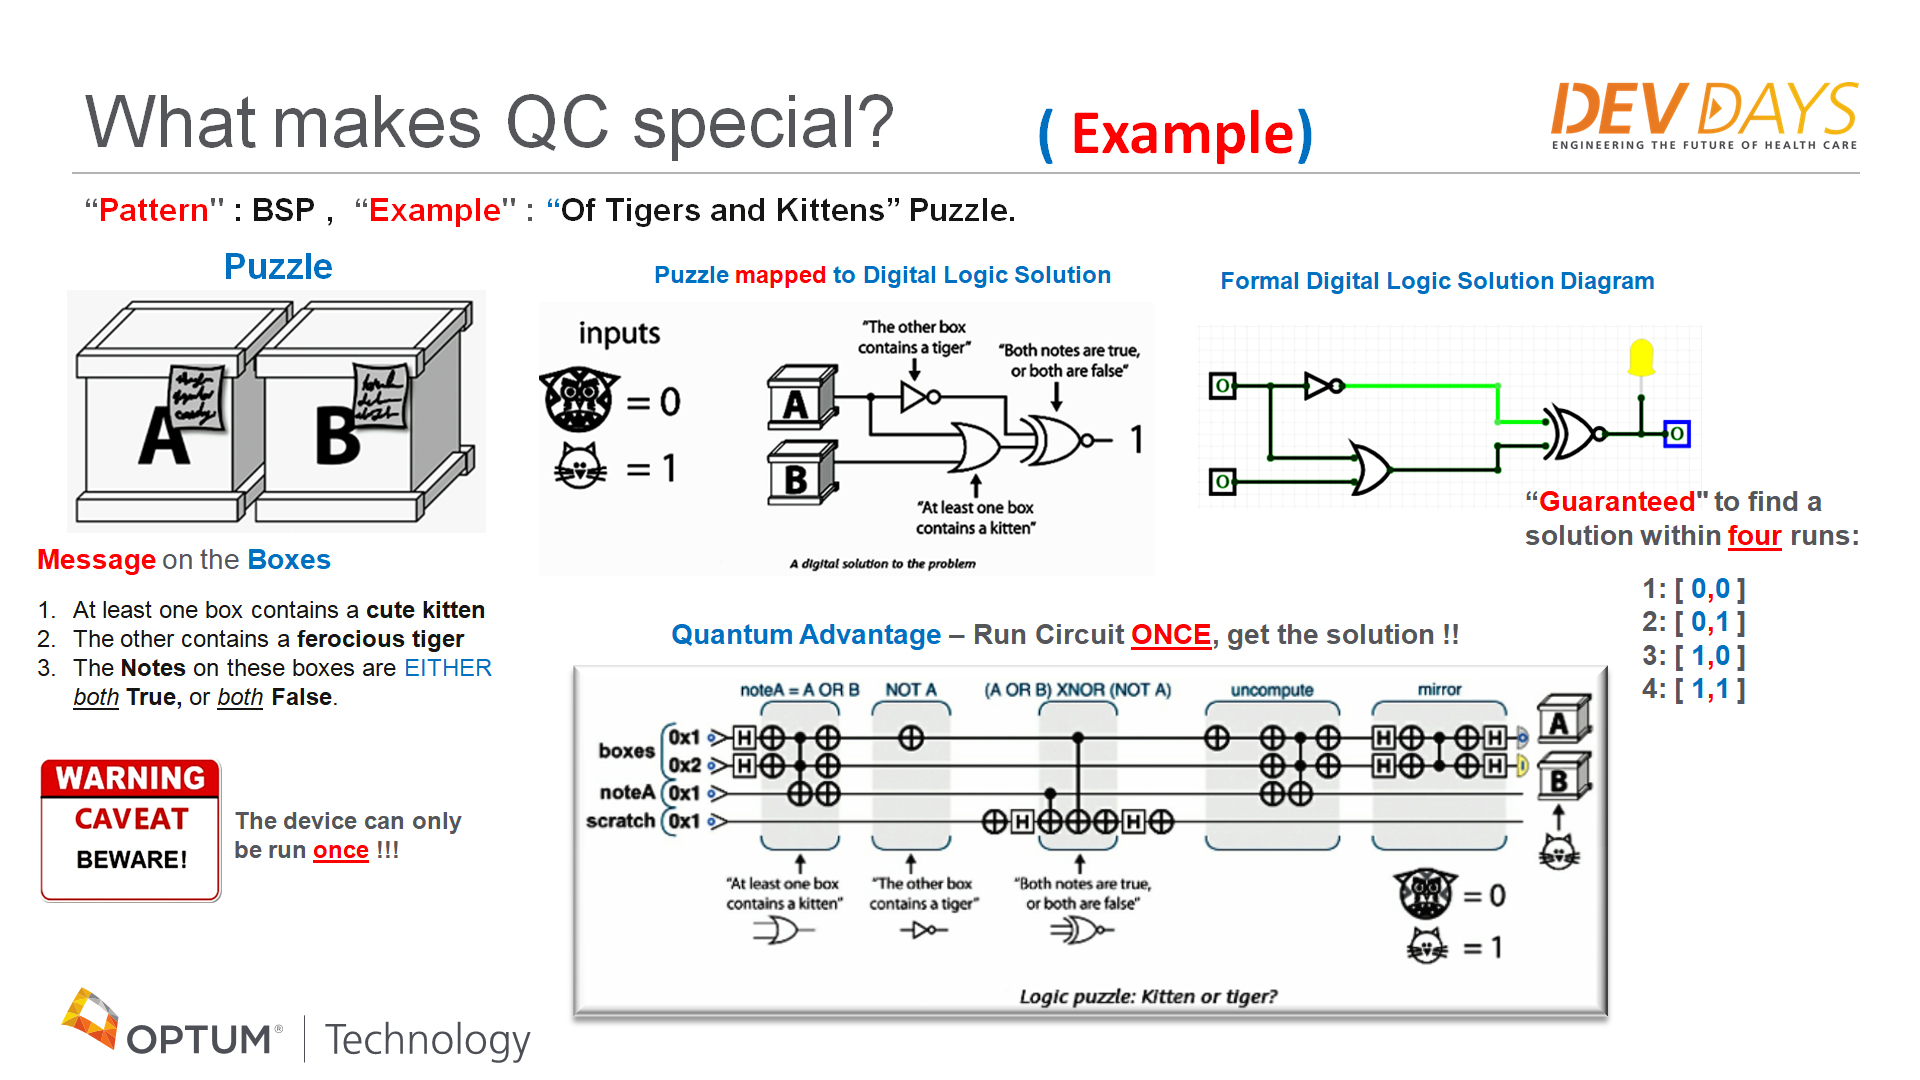 What makes QC special?
( Example)
DEV DAYS
ENGINEERING THE FUTURE OF HEALTH CARE
“Pattern" : BSP , “Example" : “Of Tigers and Kittens” Puzzle.
Puzzle
A
B
Message on the Boxes
1. At least one box contains a cute kitten
2. The other contains a ferocious tiger
3. The Notes on these boxes are EITHER
both True, or both False.
WARNING
CAVEAT
BEWARE!
The device can only
be run once !!!
Puzzle mapped to Digital Logic Solution
inputs
= 0
= 1
"The other box
contains a tiger"
"Both notes are true,
or both are false"
A
B
1
"At least one box
contains a kitten"
A digital solution to the problem
Formal Digital Logic Solution Diagram
0
0
0
“Guaranteed" to find a
solution within four runs:
1: [ 0,0 ]
2: [ 0,1 ]
3: [ 1,0 ]
4: [ 1,1 ]
Quantum Advantage – Run Circuit ONCE, get the solution !!
noteA = A OR B
NOT A
(A OR B) XNOR (NOT A)
uncompute
mirror
boxes
0x1
0x2
noteA
0x1
scratch
0x1
H
H
H
H
H
H
H
H
A
B
"At least one box
contains a kitten"
"The other box
contains a tiger"
"Both notes are true,
or both are false"
= 0
= 1
Logic puzzle: Kitten or tiger?
OPTUM® Technology